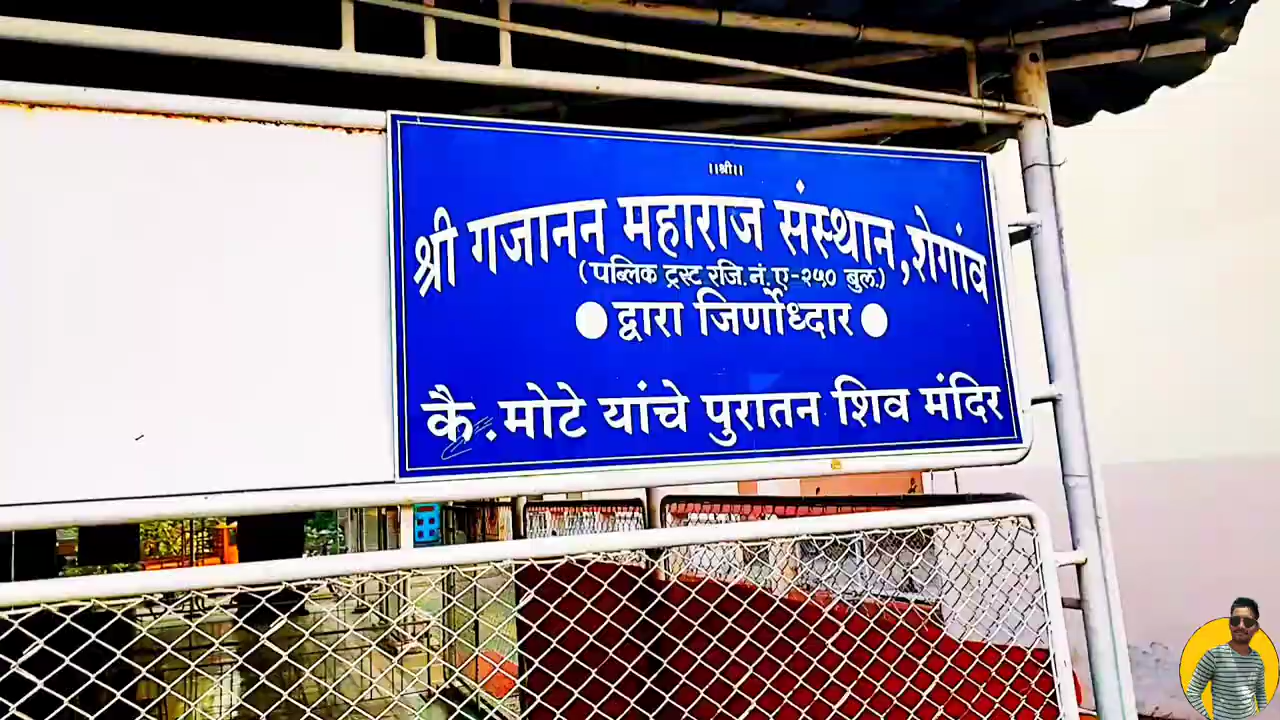 ।।श्री।।
श्री गजानन महाराज संस्थान,शेगांव
(पब्लिक ट्रस्ट रजि.नं.ए-२५० बुल.)
द्वारा जिर्णोध्दार
कै.मोटे यांचे पुरातन शिव मंदिर